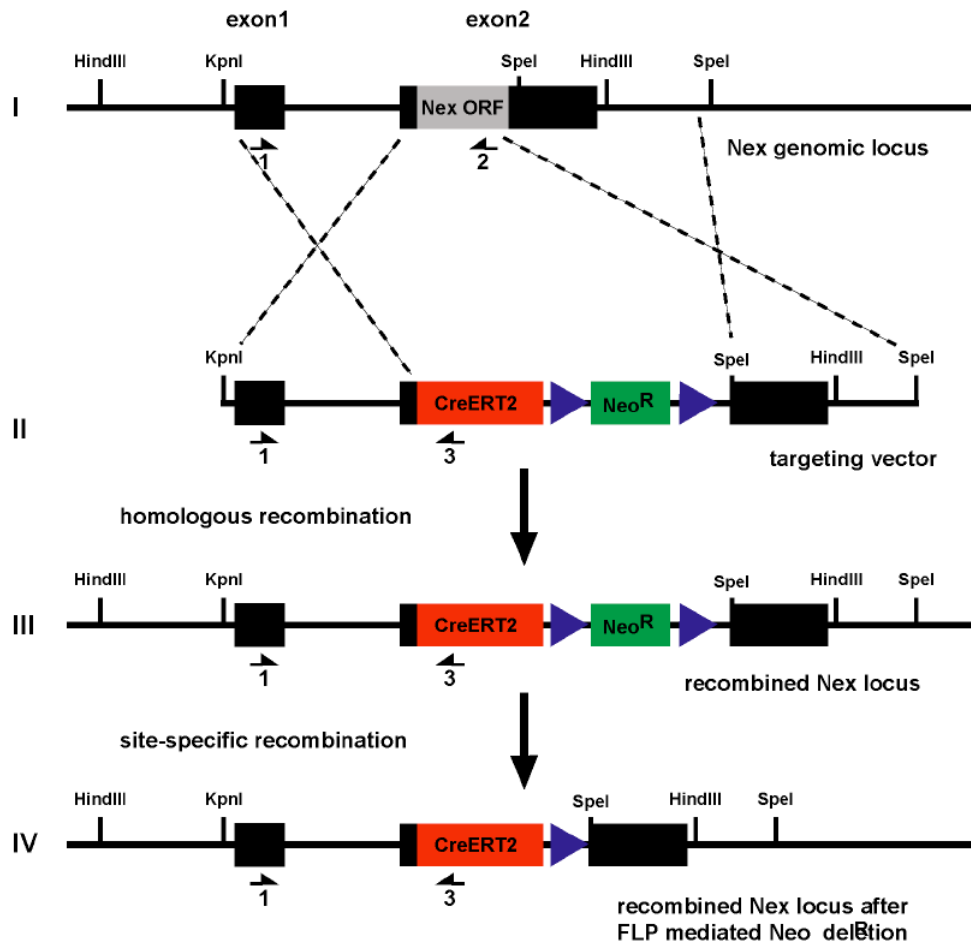 exon1 exon2
HindIII KpnI SpeI HindIII SpeI
I Nex ORF
1 2 Nex genomic locus
KpnI SpeI HindIII SpeI
II CreERT2 NeoR
1 3 targeting vector
homologous recombination
HindIII KpnI SpeI HindIII SpeI
III CreERT2 NeoR
1 3 recombined Nex locus
site-specific recombination
HindIII KpnI SpeI HindIII SpeI
IV CreERT2
1 3
recombined Nex locus after
FLP mediated NeoR deletion